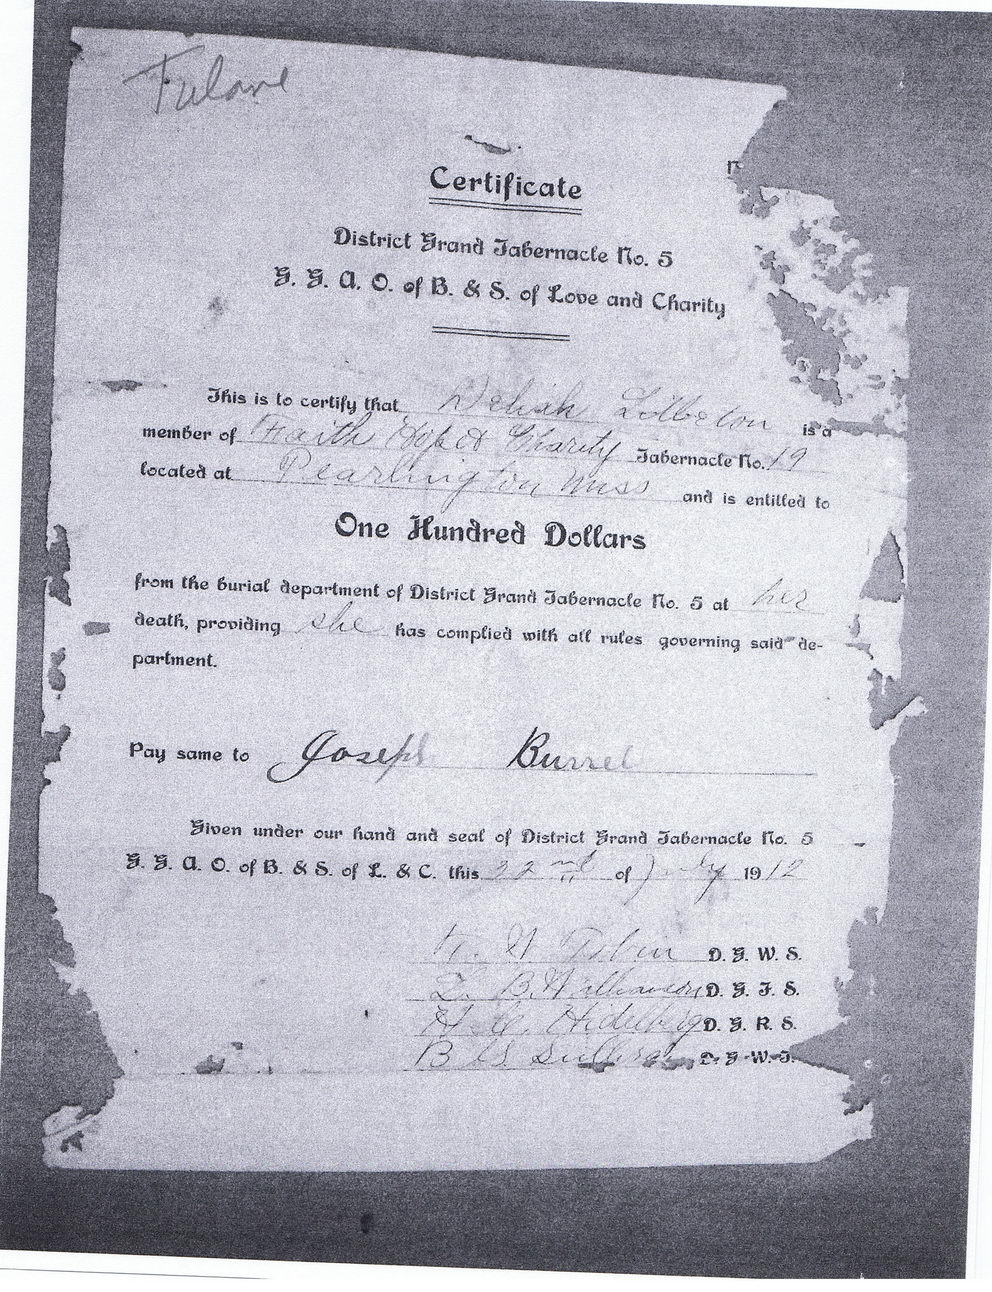 Certificate
District Grand Tabernacle No. 5
G. G. A. O. of B. & S. of Love and Charity
This is to certify that Deliah Lolbeton is a
member of Faith Hope & Charity Tabernacle No. 19
located at Pearlington Miss and is entitled to
One Hundred Dollars
from the burial department of District Grand Tabernacle No. 5 at her
death, providing she has complied with all rules governing said de-
partment.
Pay same to Joseph Burrel
Given under our hand and seal of District Grand Tabernacle No. 5
G. G. A. O. of B. & S. of L. & C. this 22nd of 1912
D. G. W. S.
L. B. Williamson D. G. T. S.
H. C. Hidelberg D. G. R. S.
B D. G. W. T.